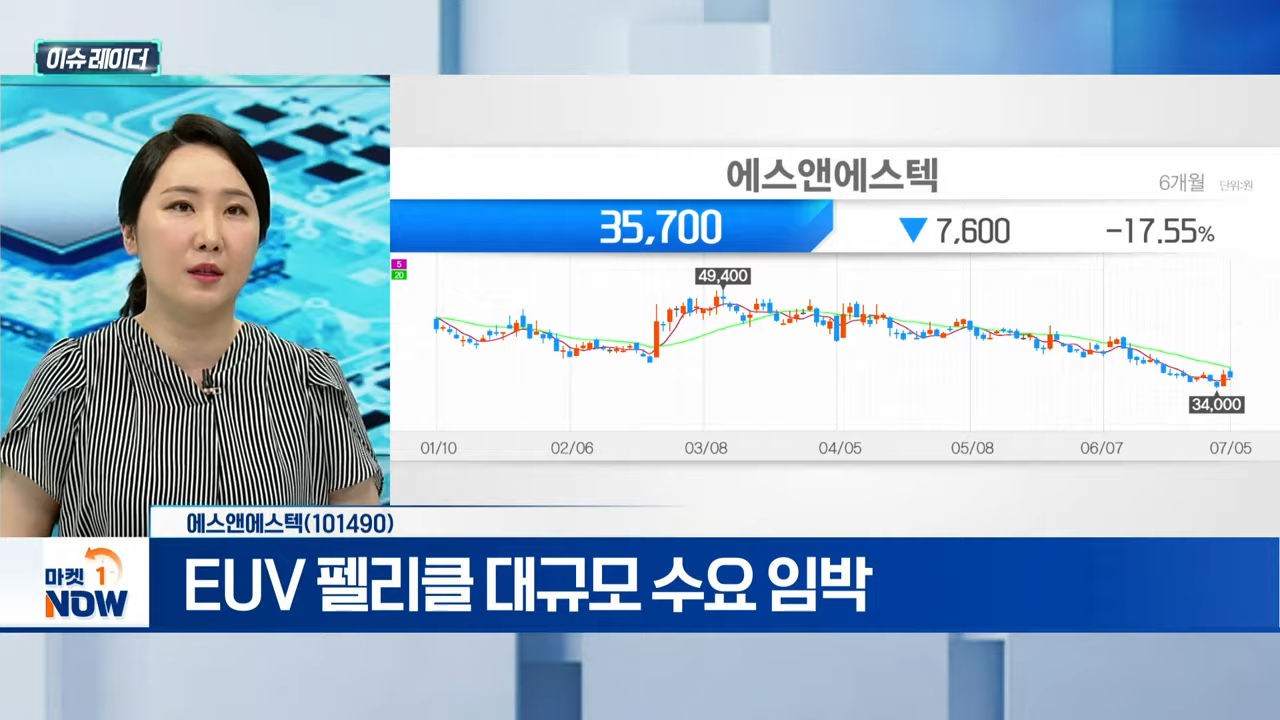 이슈 레이더
에스앤에스텍
6개월 단위:원
35,700 ▼ 7,600 -17.55%
5
20
49,400
34,000
01/10 02/06 03/08 04/05 05/08 06/07 07/05
에스앤에스텍(101490)
마켓 1
NOW
EUV 펠리클 대규모 수요 임박